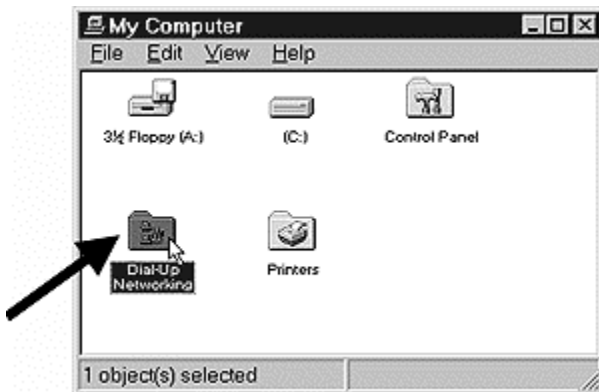 My Computer
File Edit View Help
3½ Floppy (A:)
(C:)
Control Panel
Dial-Up
Networking
Printers
1 object(s) selected